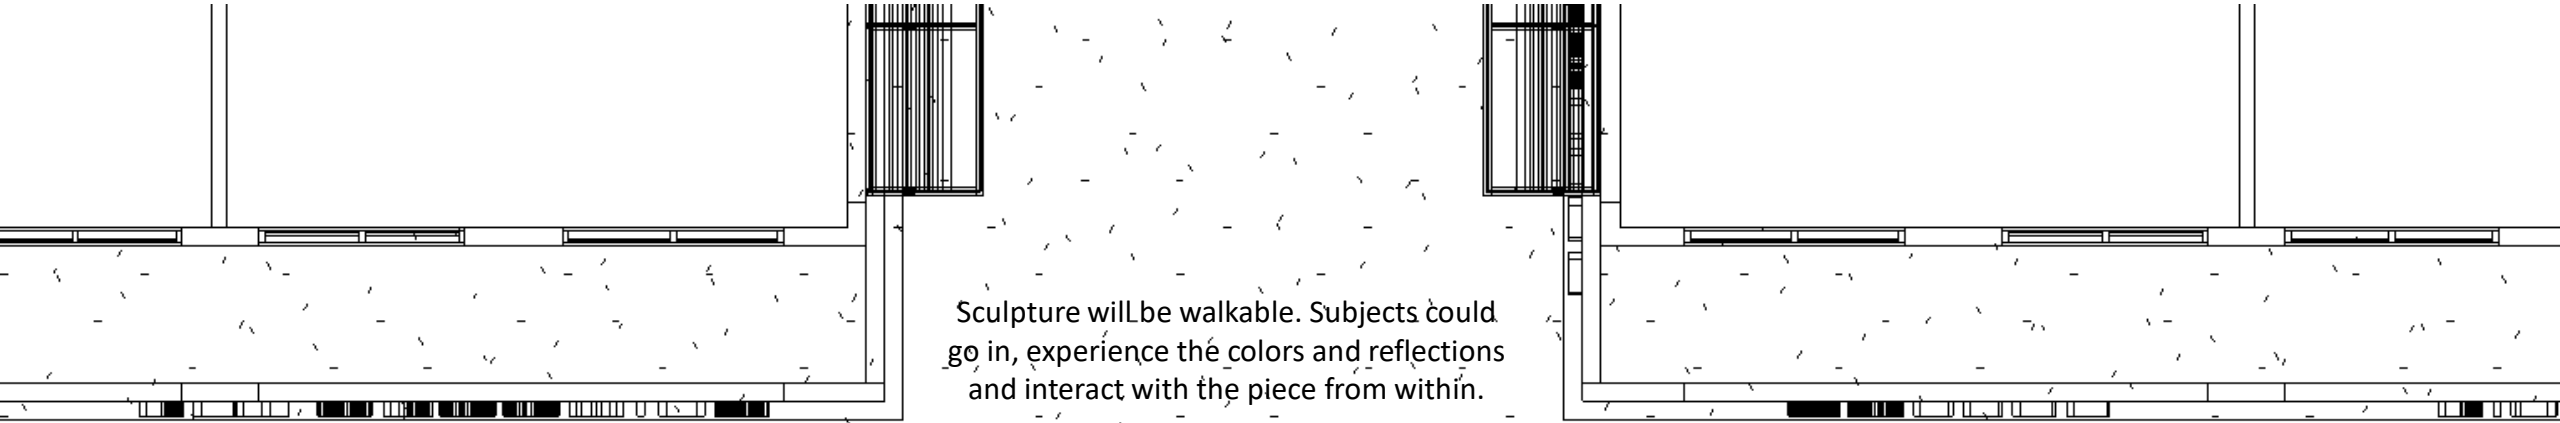 Sculpture will be walkable. Subjects could
go in, experience the colors and reflections
and interact with the piece from within.